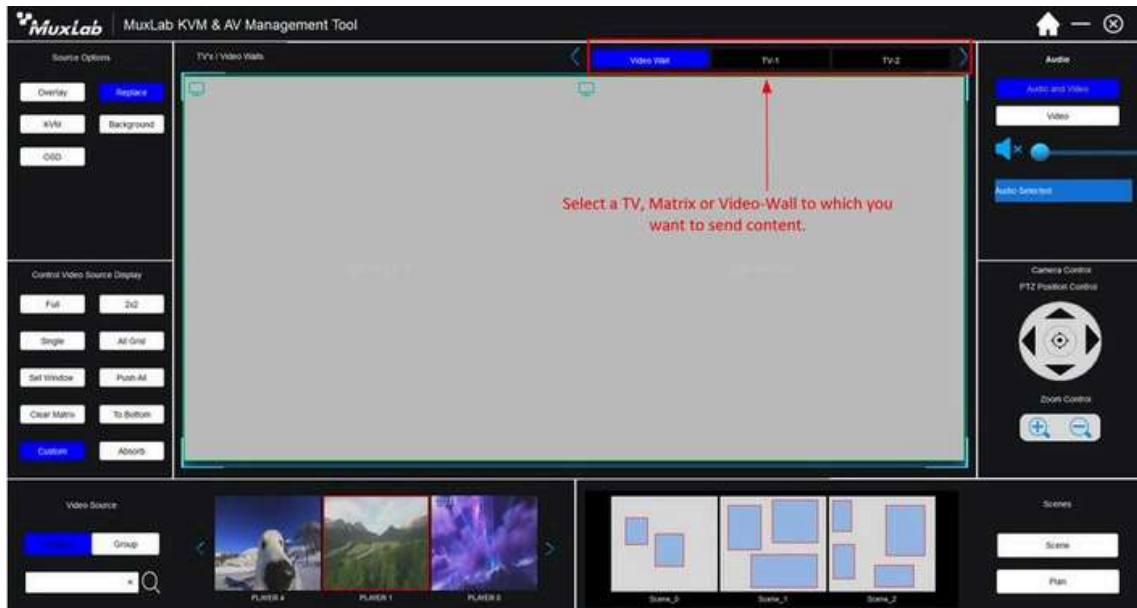 MuxLab MuxLab KVM & AV Management Tool
Source Options
Overlay Replace
KVM Background
OSD
TV's / Video Walls
Video Wall TV-1 TV-2
Select a TV, Matrix or Video-Wall to which you
want to send content.
Audio
Audio and Video
Video
Audio Selected
Control Video Source Display
Full 2x2
Single All Grid
Set Window Push All
Clear Matrix To Bottom
Custom Absorb
Camera Control
PTZ Position Control
Zoom Control
Video Source
Group
PLAYER 4 PLAYER 1
Scene_0 Scene_1 Scene_2
Scenes
Scene
Plan